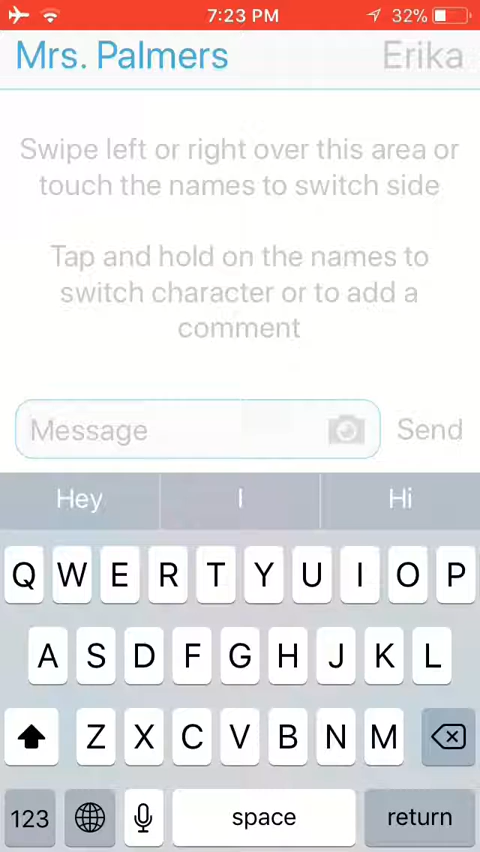 7:23 PM 32%
Mrs. Palmers Erika
Swipe left or right over this area or
touch the names to switch side
Tap and hold on the names to
switch character or to add a
comment
Message Send
Hey I Hi
Q W E R T Y U I O P
A S D F G H J K L
Z X C V B N M
123 space return